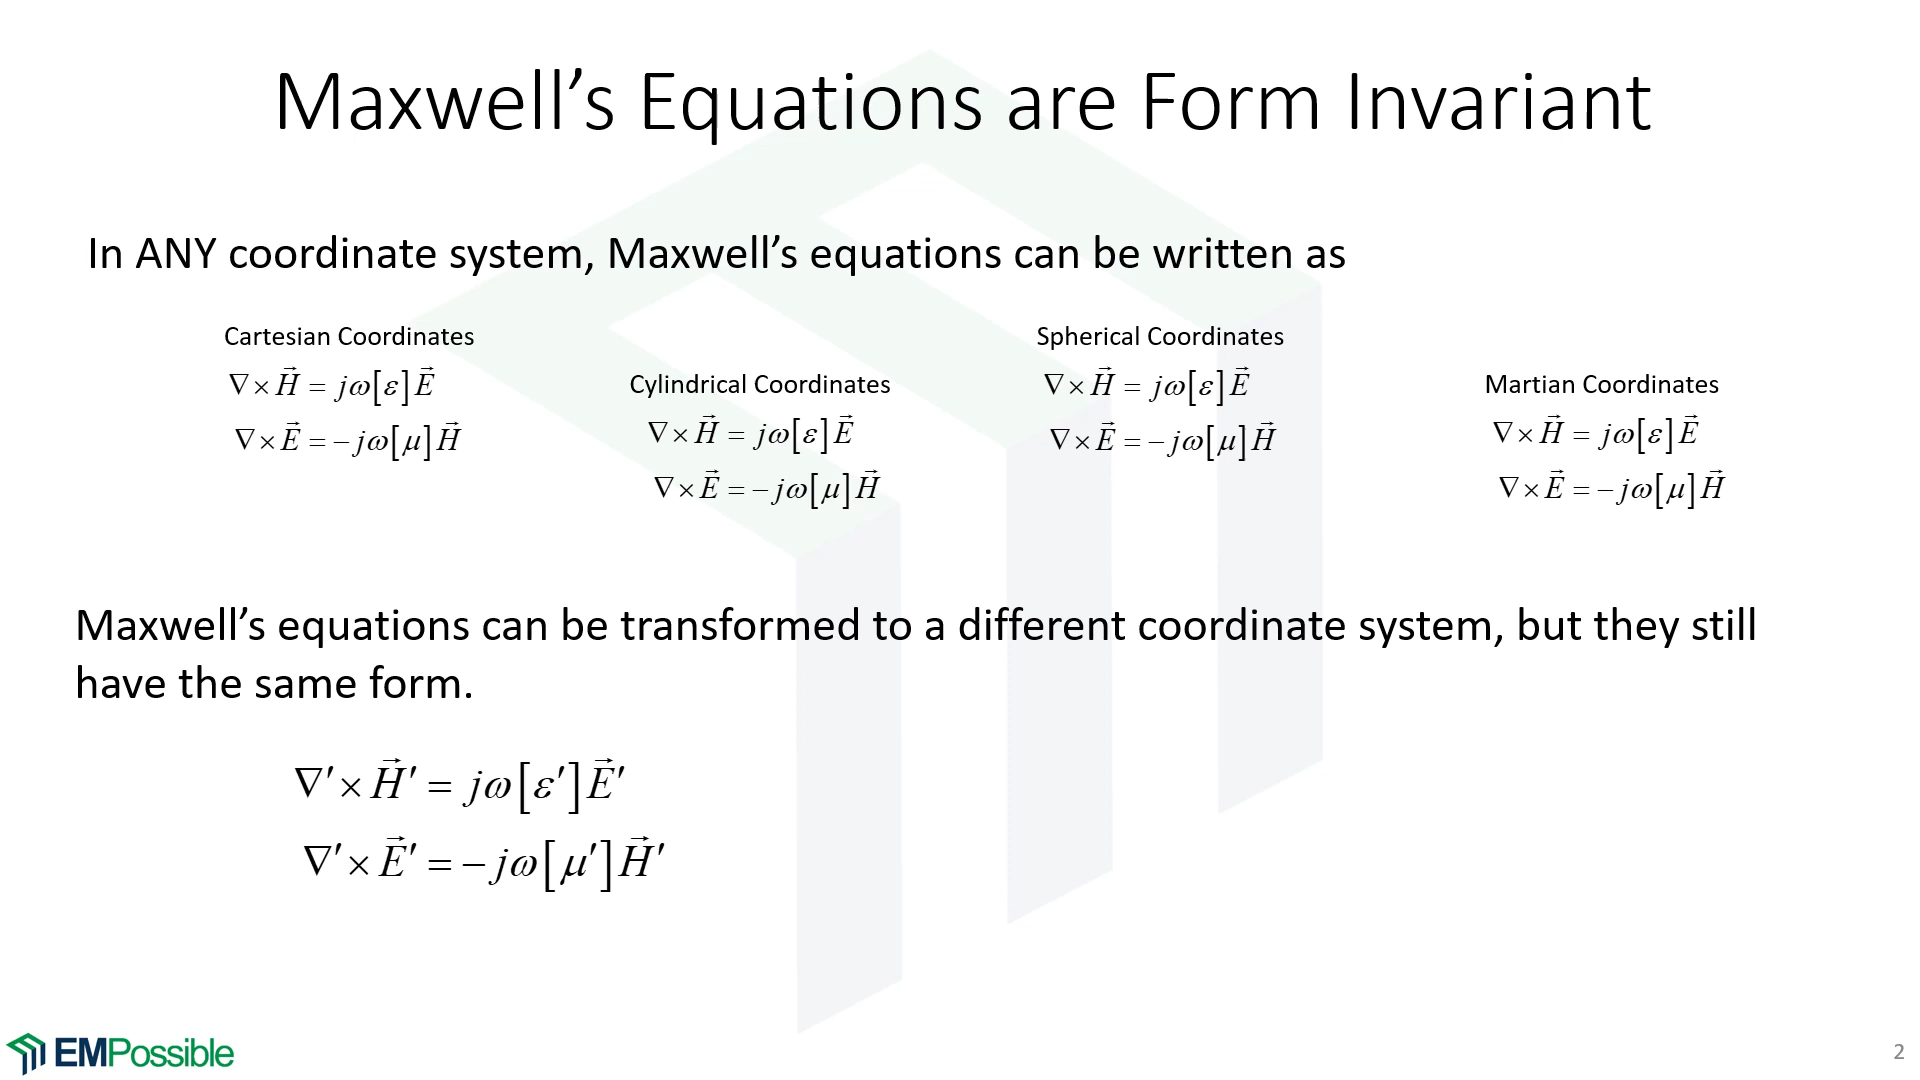 Maxwell’s Equations are Form Invariant
In ANY coordinate system, Maxwell’s equations can be written as
Cartesian Coordinates
∇×H⃗ = jω[ε]E⃗
∇×E⃗ = −jω[μ]H⃗
Cylindrical Coordinates
∇×H⃗ = jω[ε]E⃗
∇×E⃗ = −jω[μ]H⃗
Spherical Coordinates
∇×H⃗ = jω[ε]E⃗
∇×E⃗ = −jω[μ]H⃗
Martian Coordinates
∇×H⃗ = jω[ε]E⃗
∇×E⃗ = −jω[μ]H⃗
Maxwell’s equations can be transformed to a different coordinate system, but they still
have the same form.
∇′×H⃗′ = jω[ε′]E⃗′
∇′×E⃗′ = −jω[μ′]H⃗′
EMPossible
2